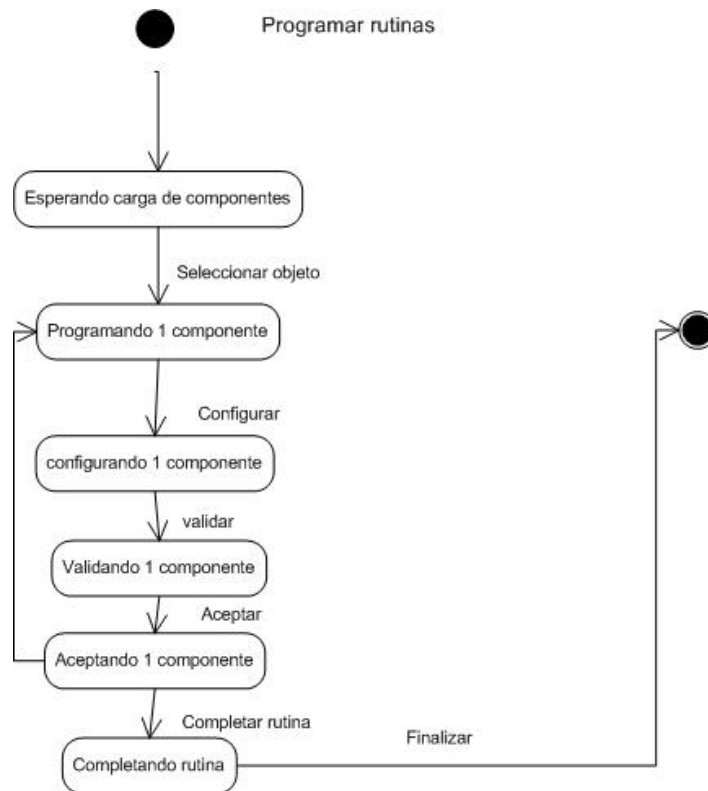 Programar rutinas
Esperando carga de componentes
Seleccionar objeto
Programando 1 componente
Configurar
configurando 1 componente
validar
Validando 1 componente
Aceptar
Aceptando 1 componente
Completar rutina
Finalizar
Completando rutina